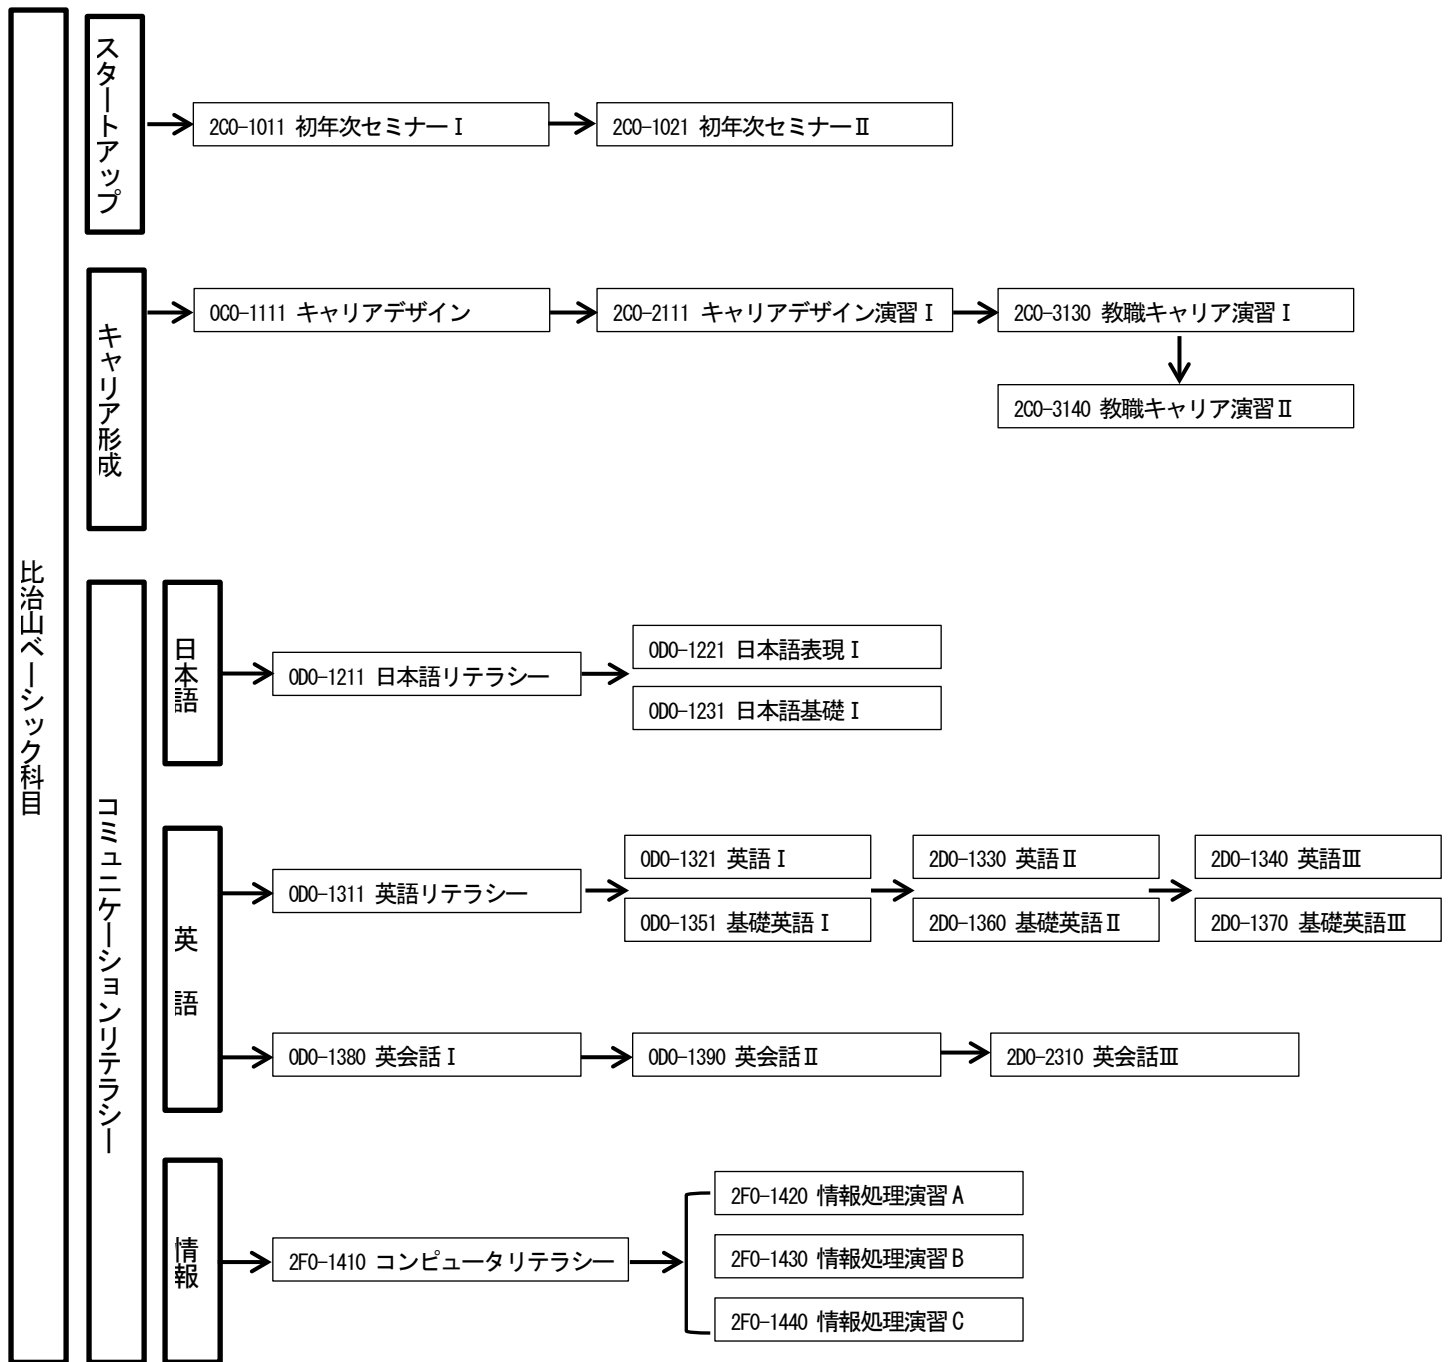 比治山ベーシック科目
スタートアップ
2C0-1011 初年次セミナーⅠ
2C0-1021 初年次セミナーⅡ
キャリア形成
0C0-1111 キャリアデザイン
2C0-2111 キャリアデザイン演習Ⅰ
2C0-3130 教職キャリア演習Ⅰ
2C0-3140 教職キャリア演習Ⅱ
コミュニケーションリテラシー
日本語
0D0-1211 日本語リテラシー
0D0-1221 日本語表現Ⅰ
0D0-1231 日本語基礎Ⅰ
英語
0D0-1311 英語リテラシー
0D0-1321 英語Ⅰ
0D0-1351 基礎英語Ⅰ
2D0-1330 英語Ⅱ
2D0-1360 基礎英語Ⅱ
2D0-1340 英語Ⅲ
2D0-1370 基礎英語Ⅲ
0D0-1380 英会話Ⅰ
0D0-1390 英会話Ⅱ
2D0-2310 英会話Ⅲ
情報
2F0-1410 コンピュータリテラシー
2F0-1420 情報処理演習A
2F0-1430 情報処理演習B
2F0-1440 情報処理演習C